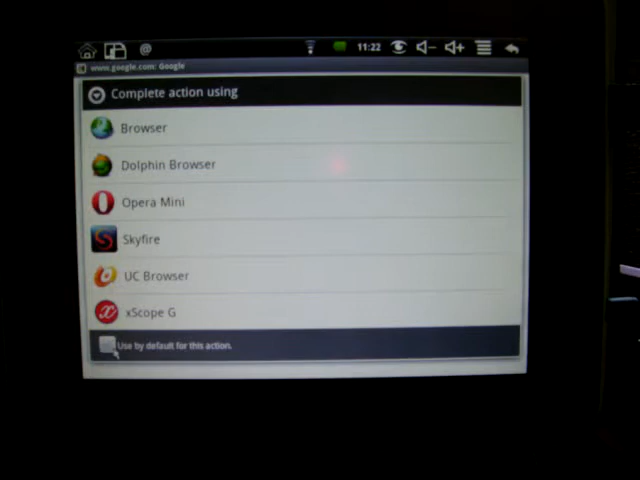 @ 11:22
www.google.com: Google
Complete action using
Browser
Dolphin Browser
Opera Mini
Skyfire
UC Browser
xScope G
Use by default for this action.